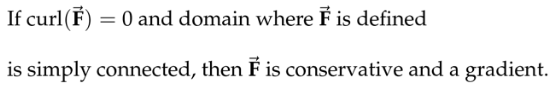 If curl(F⃗) = 0 and domain where F⃗ is defined
is simply connected, then F⃗ is conservative and a gradient.